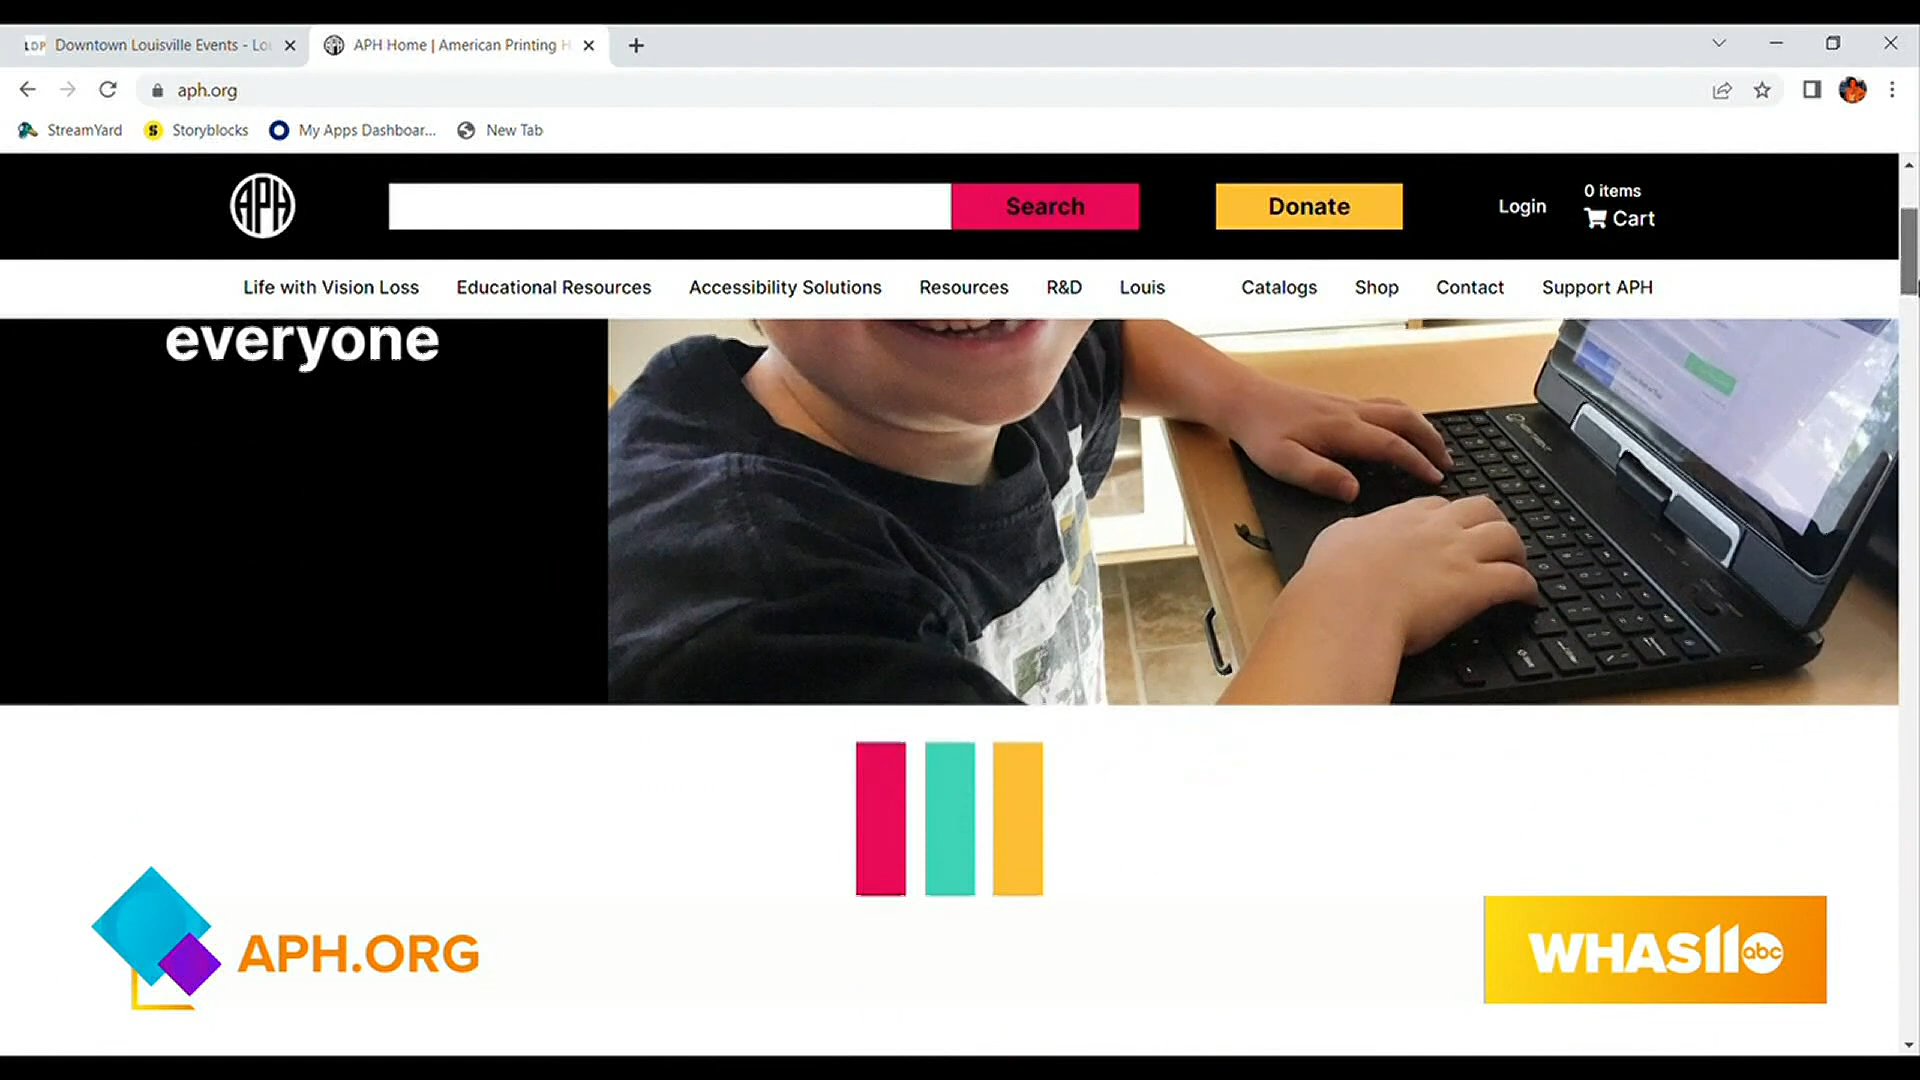 LDP Downtown Louisville Events - Lou
APH Home | American Printing H
aph.org
StreamYard
S Storyblocks
My Apps Dashboar...
New Tab
APH
Search
Donate
Login
0 items
Cart
Life with Vision Loss
Educational Resources
Accessibility Solutions
Resources
R&D
Louis
Catalogs
Shop
Contact
Support APH
everyone
APH.ORG
WHAS11 abc